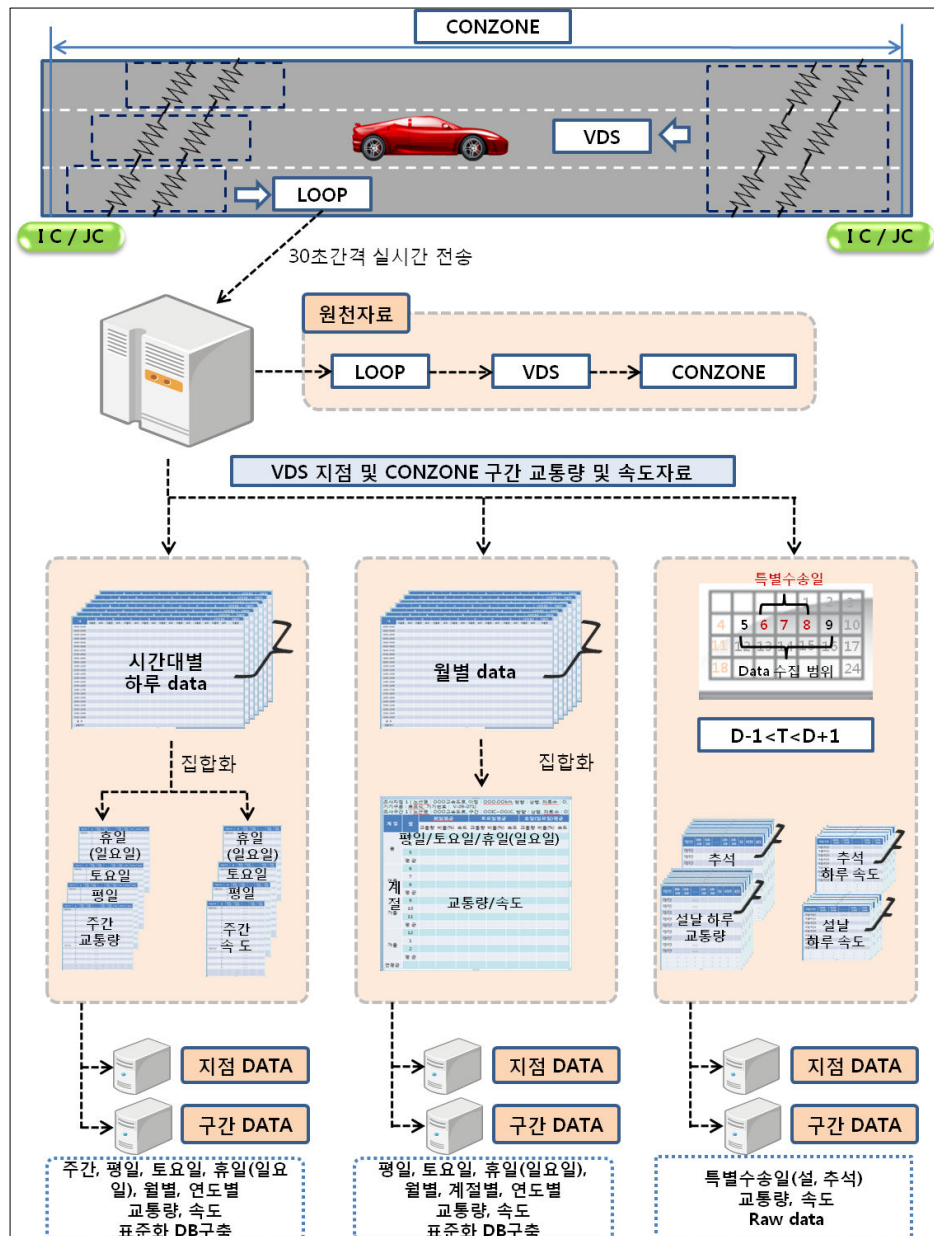 CONZONE
VDS
LOOP
I C / JC
I C / JC
30초간격 실시간 전송
원천자료
LOOP
VDS
CONZONE
VDS 지점 및 CONZONE 구간 교통량 및 속도자료
시간대별
하루 data
집합화
휴일
(일요일)
토요일
평일
주간
교통량
휴일
(일요일)
토요일
평일
주간
속 도
월별 data
집합화
평일/토요일/휴일(일요일)
계
절
교통량/속도
특별수송일
1 2 3
4 5 6 7 8 9 10
11 12 13 14 15 16 17
18 24
Data 수집 범위
D-1<T<D+1
추석
설날 하루
교통량
추석
하루 속도
설날
하루 속도
지점 DATA
구간 DATA
지점 DATA
구간 DATA
지점 DATA
구간 DATA
주간, 평일, 토요일, 휴일(일요
일), 월별, 연도별
교통량, 속도
표준화 DB구축
평일, 토요일, 휴일(일요일),
월별, 계절별, 연도별
교통량, 속도
표준화 DB구축
특별수송일(설, 추석)
교통량, 속도
Raw data